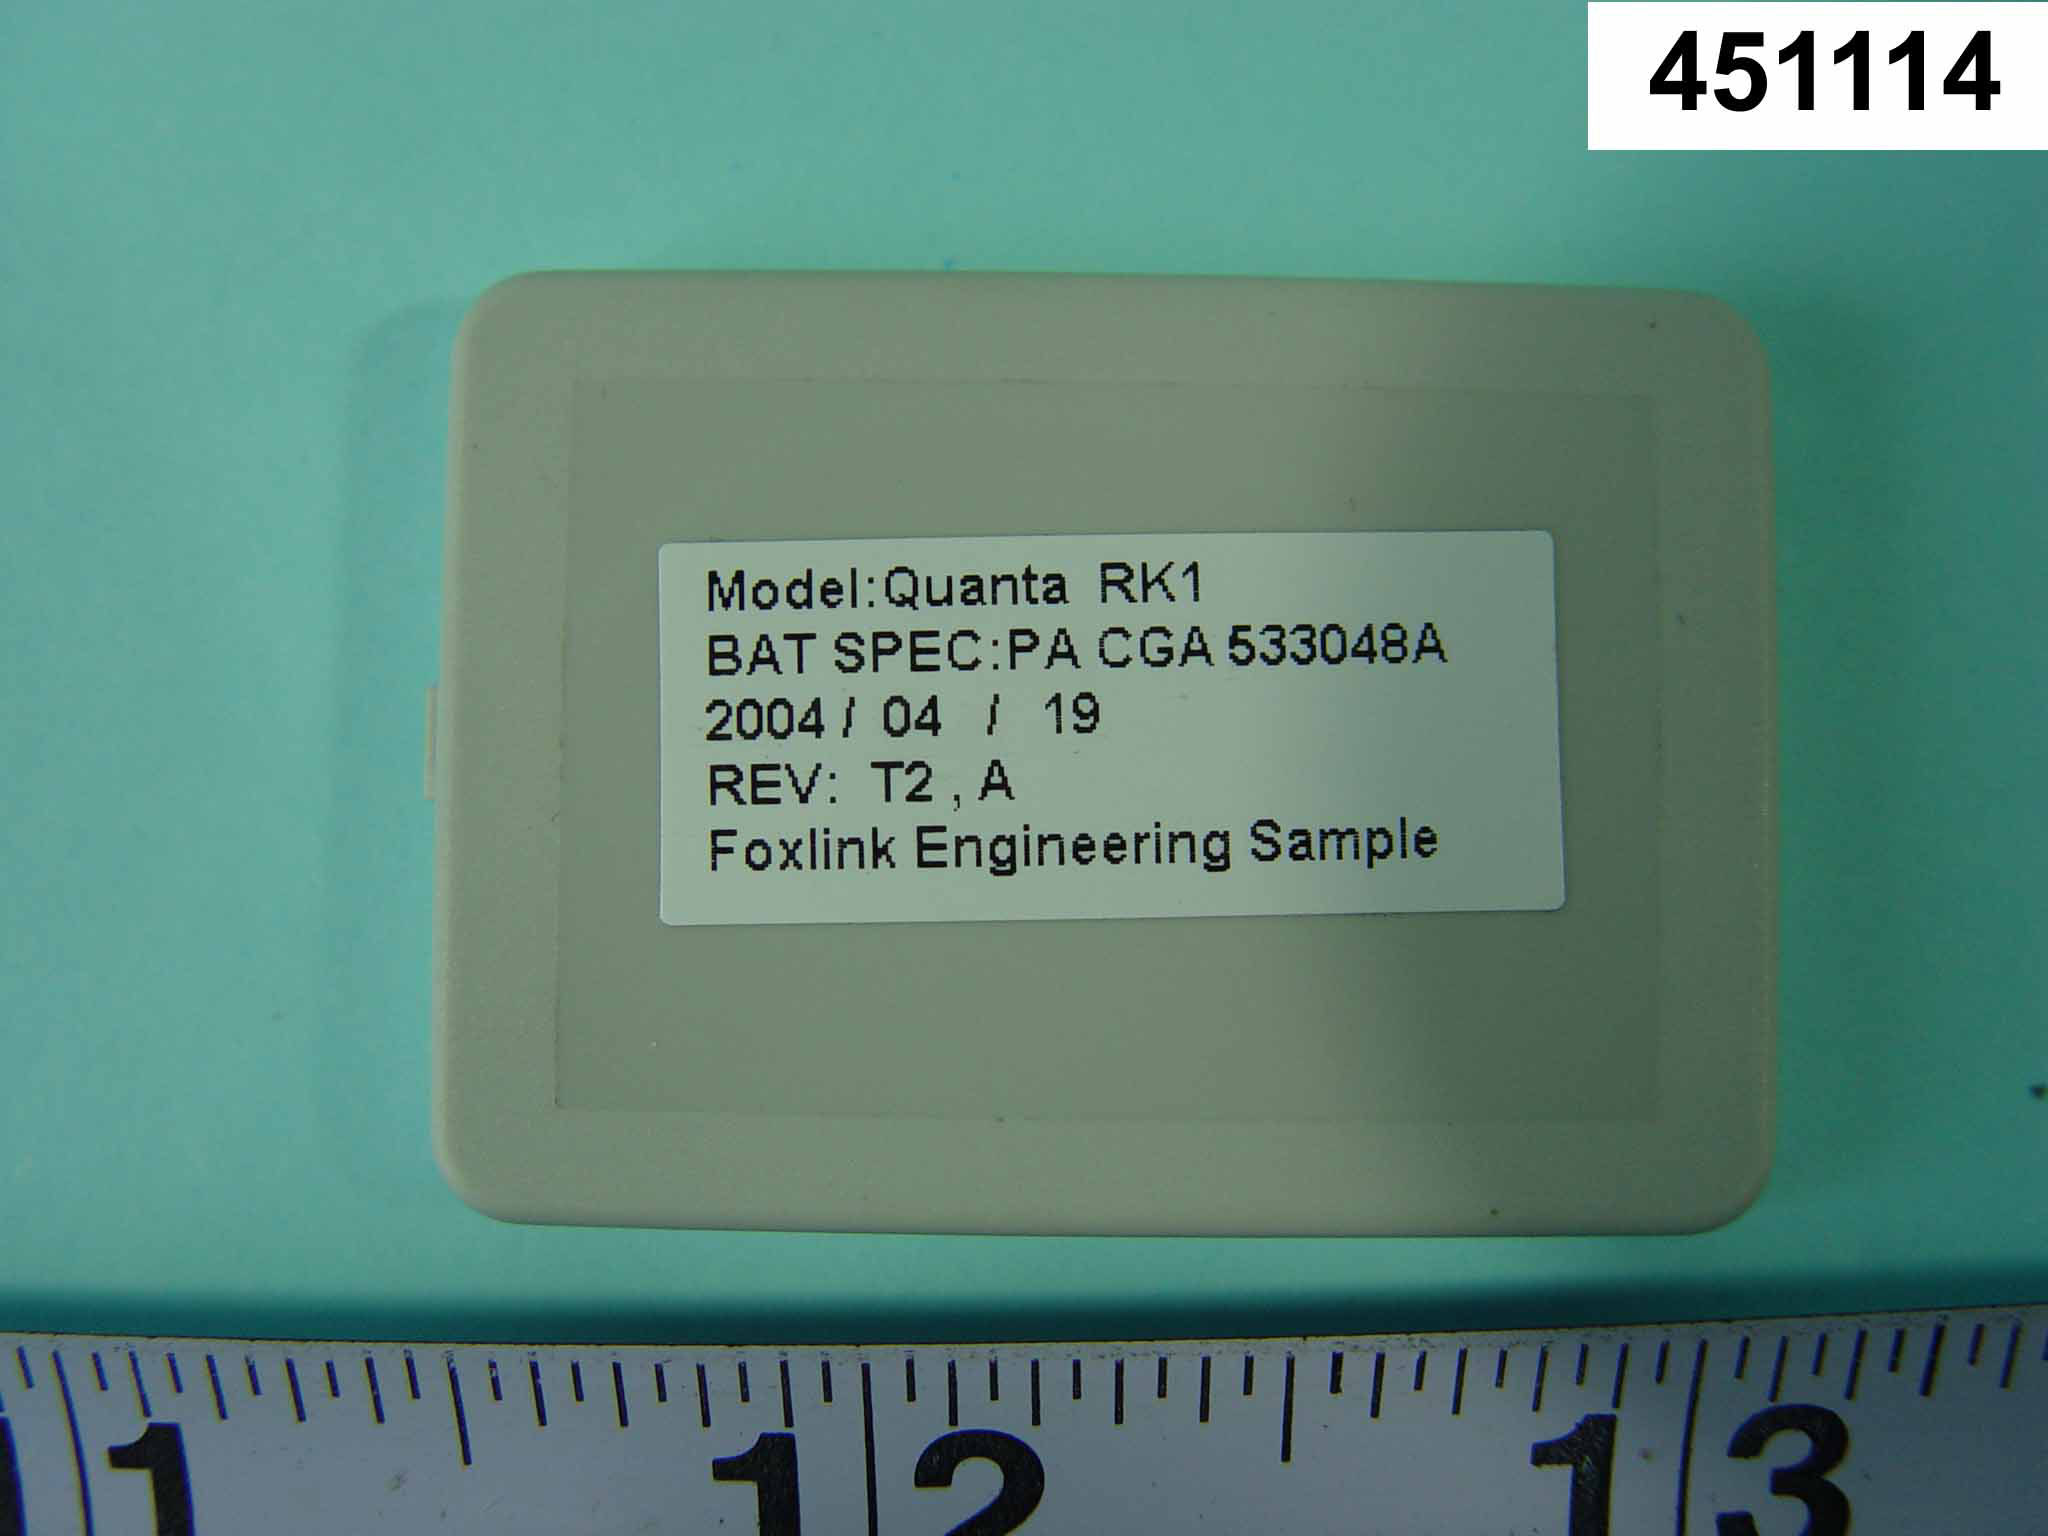 451114
Model:Quanta RK1
BAT SPEC:PA CGA 533048A
2004 / 04 / 19
REV: T2 , A
Foxlink Engineering Sample
1 12 13